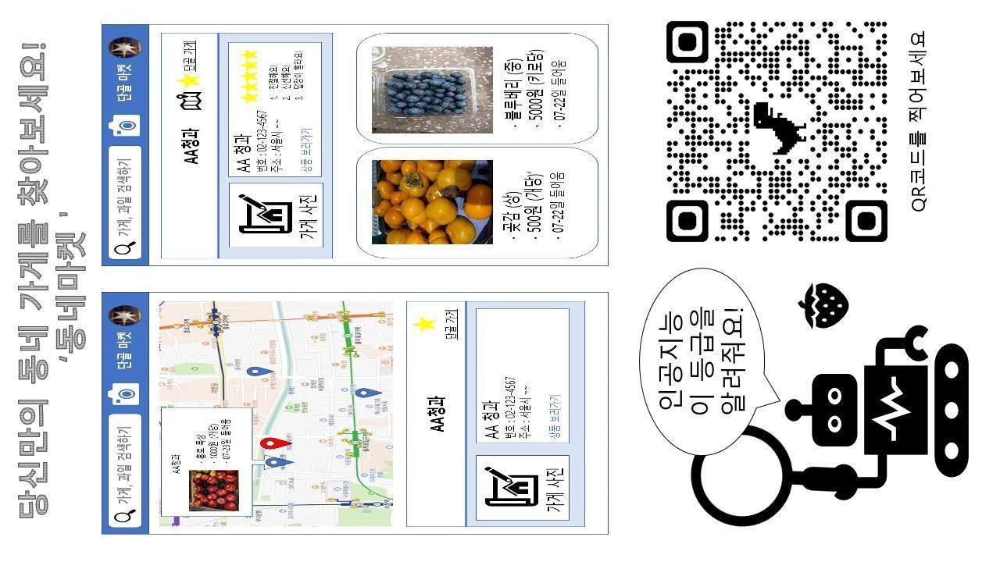 당신만의 동네 가게를 찾아보세요!
‘동네마켓’
가게, 과일 검색하기
단골 마켓
AA청과
· 홍로 특상
· 1000원 (개당)
· 07-23일 들어옴
AA청과
단골 가게
가게 사진
AA 청과
번호 : 02-123-4567
주소 : 서울시 ~~
상품 보러가기
가게, 과일 검색하기
단골 마켓
AA청과
단골 가게
가게 사진
AA 청과
번호 : 02-123-4567
주소 : 서울시 ~~
상품 보러가기
1. 친절해요!
2. 신선해요!
3. 답장이 빨라요!
· 곶감 (상)
· 500원 (개당)
· 07-22일 들어옴
· 블루베리 (중)
· 5000원 (키로당)
· 07-22일 들어옴
인공지능
이 등급을
알려줘요!
QR코드를 찍어보세요